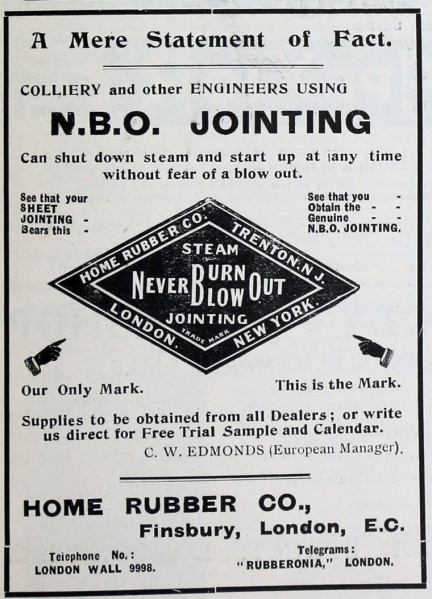 A Mere Statement of Fact.
COLLIERY and other ENGINEERS USING
N.B.O. JOINTING
Can shut down steam and start up at any time
without fear of a blow out.
See that your
SHEET
JOINTING -
Bears this -
See that you -
Obtain the - -
Genuine - -
N.B.O. JOINTING.
HOME RUBBER CO.
TRENTON. N.J.
STEAM
NEVER BURN BLOW OUT
JOINTING
TRADE MARK
LONDON.
NEW YORK.
Our Only Mark.
This is the Mark.
Supplies to be obtained from all Dealers; or write
us direct for Free Trial Sample and Calendar.
C. W. EDMONDS (European Manager).
HOME RUBBER CO.,
Finsbury, London, E.C.
Telephone No.:
LONDON WALL 9998.
Telegrams:
"RUBBERONIA," LONDON.